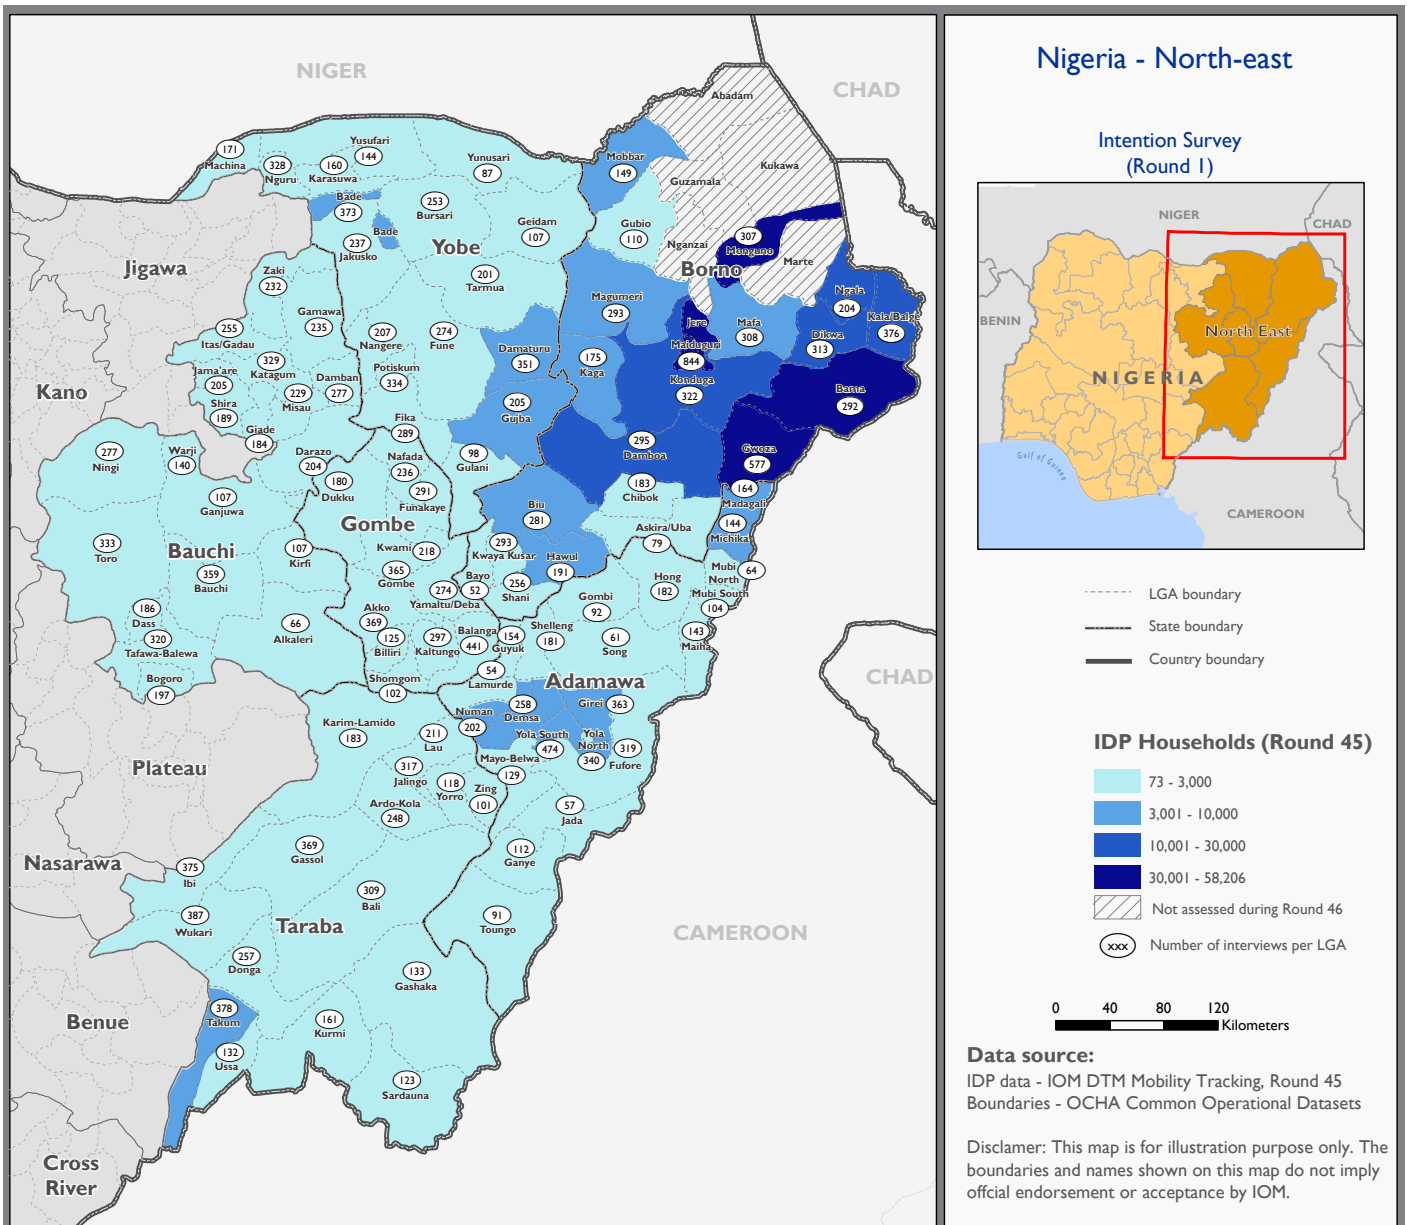 NIGER
CHAD
Abadam
Mobbar
149
Kukawa
Guzamala
Yusufari
144
171
Machina
328
Nguru
160
Karasuwa
Yunusari
87
Bade
373
253
Bursari
Bade
237
Jakusko
Geidam
107
Yobe
201
Tarmua
Gubio
110
Nganzai
307
Monguno
Marte
Borno
Jigawa
Zaki
232
Gamawa
235
255
Itas/Gadau
Magumeri
293
Ngala
204
Kala/Balge
376
Jere
Mafa
308
Dikwa
313
Maiduguri
844
207
Nangere
274
Fune
Damaturu
351
175
Kaga
Konduga
322
Bama
292
Kano
Jama'are
205
329
Katagum
Shira
189
229
Misau
Damban
277
Potiskum
334
205
Gujba
Giade
184
Fika
289
98
Gulani
295
Damboa
Gwoza
577
277
Ningi
Warji
140
Darazo
204
180
Dukku
Nafada
236
291
Funakaye
183
Chibok
164
Madagali
144
Michika
107
Ganjuwa
Gombe
Biu
281
Askira/Uba
79
333
Toro
Bauchi
359
Bauchi
107
Kirfi
Kwami
218
293
Kwaya Kusar
Hawul
191
365
Gombe
274
Yamaltu/Deba
Bayo
52
256
Shani
Hong
182
Mubi
North
64
Mubi South
104
Gombi
92
186
Dass
320
Tafawa-Balewa
66
Alkaleri
Akko
369
125
Billiri
297
Kaltungo
Balanga
441
154
Guyuk
Shelleng
181
61
Song
143
Maiha
Bogoro
197
Shomgom
102
54
Lamurde
Adamawa
Karim-Lamido
183
211
Lau
Numan
202
258
Demsa
Girei
363
Yola South
474
Yola
North
340
319
Fufore
Plateau
317
Jalingo
118
Yorro
Zing
101
Mayo-Belwa
129
57
Jada
Ardo-Kola
248
369
Gassol
112
Ganye
Nasarawa
375
Ibi
309
Bali
387
Wukari
Taraba
91
Toungo
257
Donga
133
Gashaka
378
Takum
161
Kurmi
132
Ussa
123
Sardauna
Benue
Cross
River
CAMEROON
CHAD
Nigeria - North-east
Intention Survey
(Round 1)
NIGER
CHAD
BENIN
North East
NIGERIA
Gulf of Guinea
CAMEROON
LGA boundary
State boundary
Country boundary
IDP Households (Round 45)
73 - 3,000
3,001 - 10,000
10,001 - 30,000
30,001 - 58,206
Not assessed during Round 46
xxx Number of interviews per LGA
0 40 80 120
Kilometers
Data source:
IDP data - IOM DTM Mobility Tracking, Round 45
Boundaries - OCHA Common Operational Datasets
Disclamer: This map is for illustration purpose only. The
boundaries and names shown on this map do not imply
offcial endorsement or acceptance by IOM.